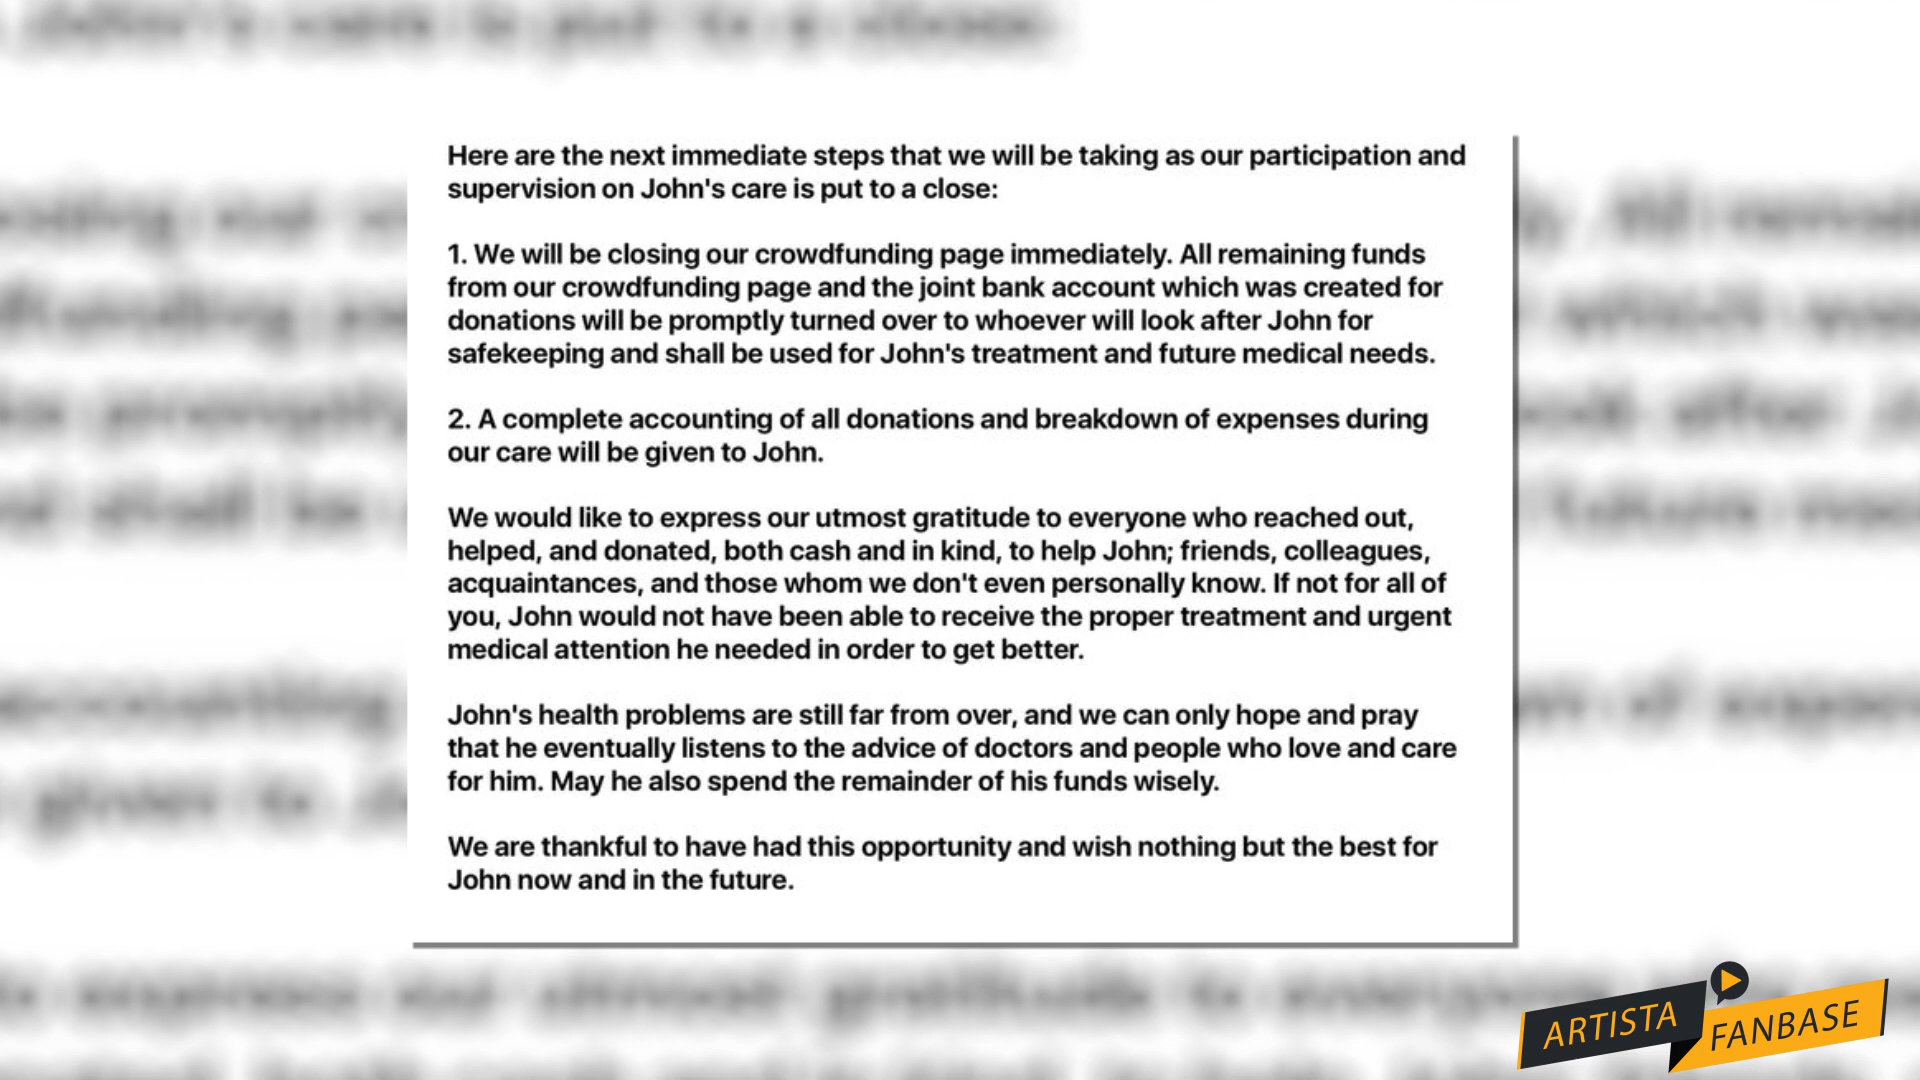 Here are the next immediate steps that we will be taking as our participation and
supervision on John's care is put to a close:
1. We will be closing our crowdfunding page immediately. All remaining funds
from our crowdfunding page and the joint bank account which was created for
donations will be promptly turned over to whoever will look after John for
safekeeping and shall be used for John's treatment and future medical needs.
2. A complete accounting of all donations and breakdown of expenses during
our care will be given to John.
We would like to express our utmost gratitude to everyone who reached out,
helped, and donated, both cash and in kind, to help John; friends, colleagues,
acquaintances, and those whom we don't even personally know. If not for all of
you, John would not have been able to receive the proper treatment and urgent
medical attention he needed in order to get better.
John's health problems are still far from over, and we can only hope and pray
that he eventually listens to the advice of doctors and people who love and care
for him. May he also spend the remainder of his funds wisely.
We are thankful to have had this opportunity and wish nothing but the best for
John now and in the future.
ARTISTA
FANBASE